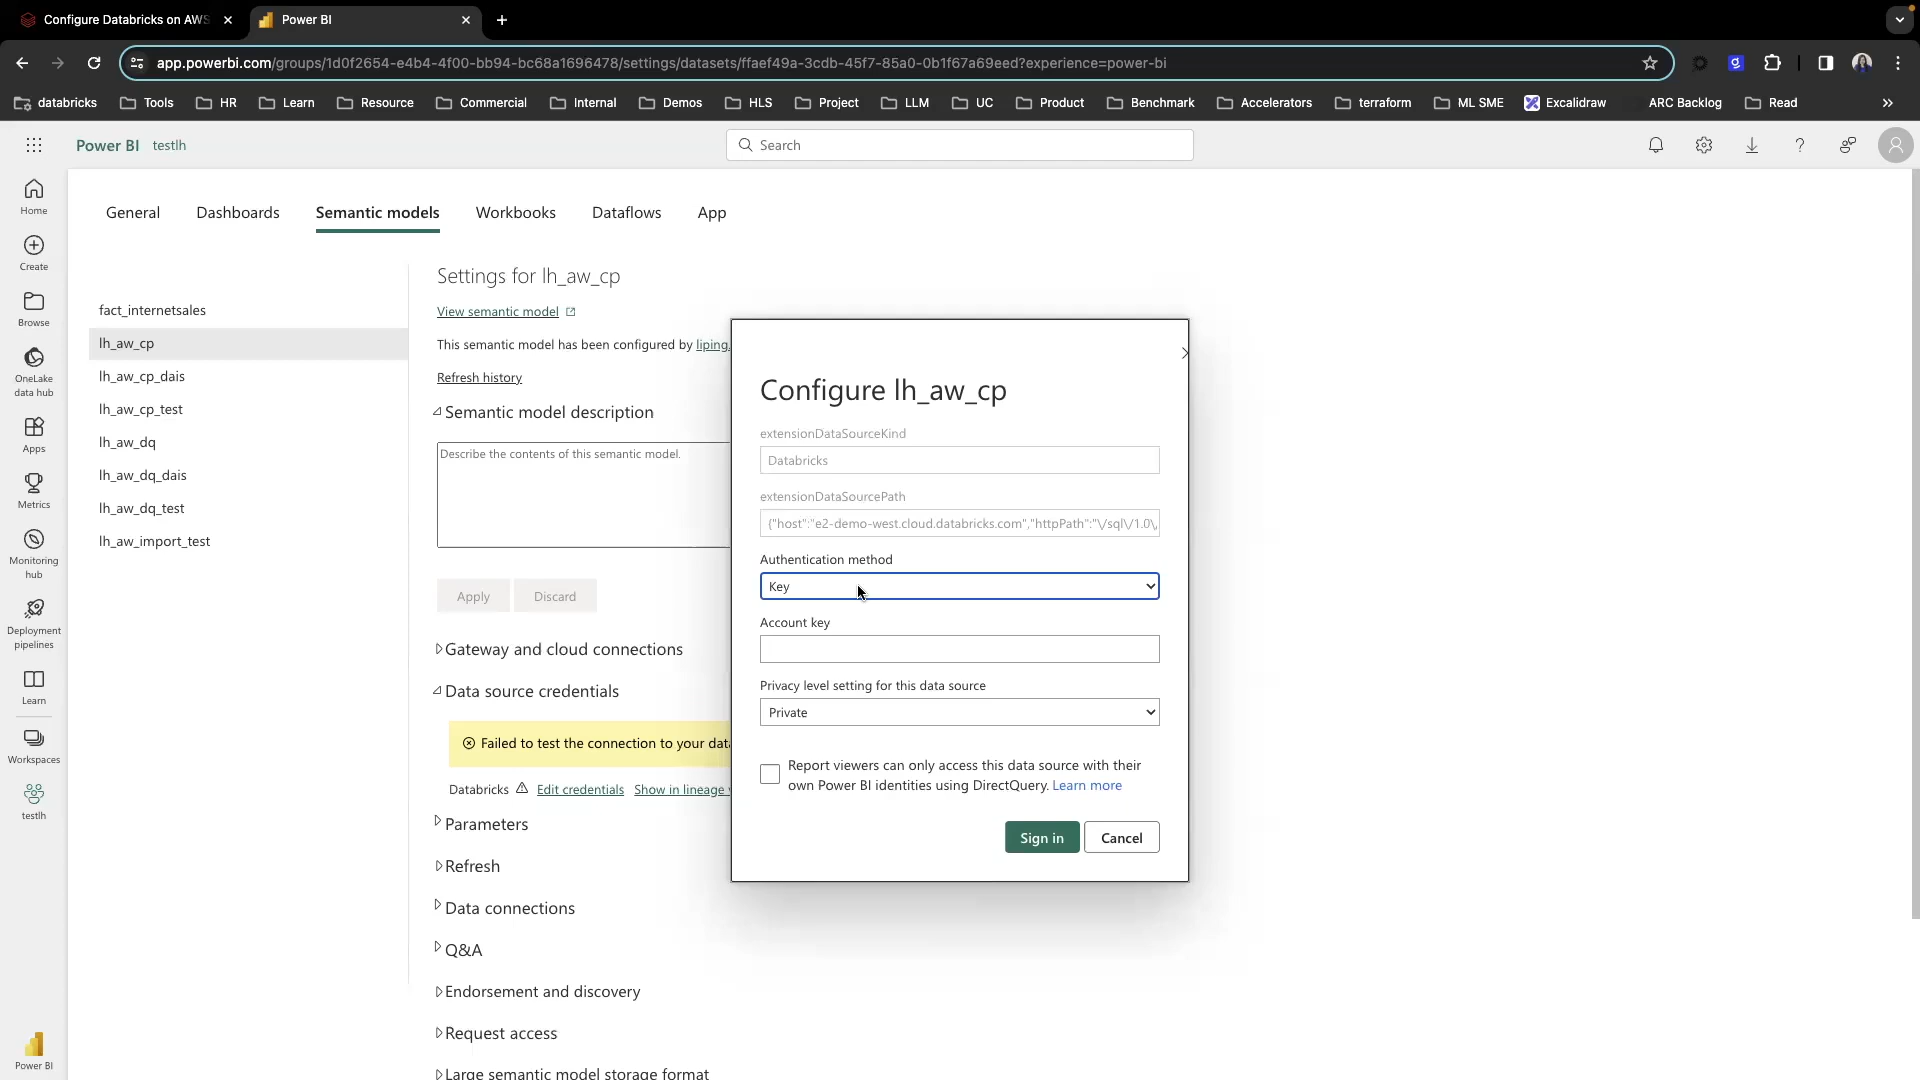 Configure Databricks on AWS
Power BI
app.powerbi.com/groups/1d0f2654-e4b4-4f00-bb94-bc68a1696478/settings/datasets/ffaef49a-3cdb-45f7-85a0-0b1f67a69eed?experience=power-bi
databricks
Tools
HR
Learn
Resource
Commercial
Internal
Demos
HLS
Project
LLM
UC
Product
Benchmark
Accelerators
terraform
ML SME
Excalidraw
ARC Backlog
Read
Power BI testlh
Search
Home
Create
Browse
OneLake
data hub
Apps
Metrics
Monitoring
hub
Deployment
pipelines
Learn
Workspaces
testlh
Power BI
General
Dashboards
Semantic models
Workbooks
Dataflows
App
fact_internetsales
lh_aw_cp
lh_aw_cp_dais
lh_aw_cp_test
lh_aw_dq
lh_aw_dq_dais
lh_aw_dq_test
lh_aw_import_test
Settings for lh_aw_cp
View semantic model
This semantic model has been configured by liping.
Refresh history
Semantic model description
Describe the contents of this semantic model.
Apply
Discard
Gateway and cloud connections
Data source credentials
Failed to test the connection to your
Databricks
Edit credentials
Show in lineage
Parameters
Refresh
Data connections
Q&A
Endorsement and discovery
Request access
Large semantic model storage format
Configure lh_aw_cp
extensionDataSourceKind
Databricks
extensionDataSourcePath
{"host":"e2-demo-west.cloud.databricks.com","httpPath":"\/sql\/1.0\/
Authentication method
Key
Account key
Privacy level setting for this data source
Private
Report viewers can only access this data source with their
own Power BI identities using DirectQuery. Learn more
Sign in
Cancel